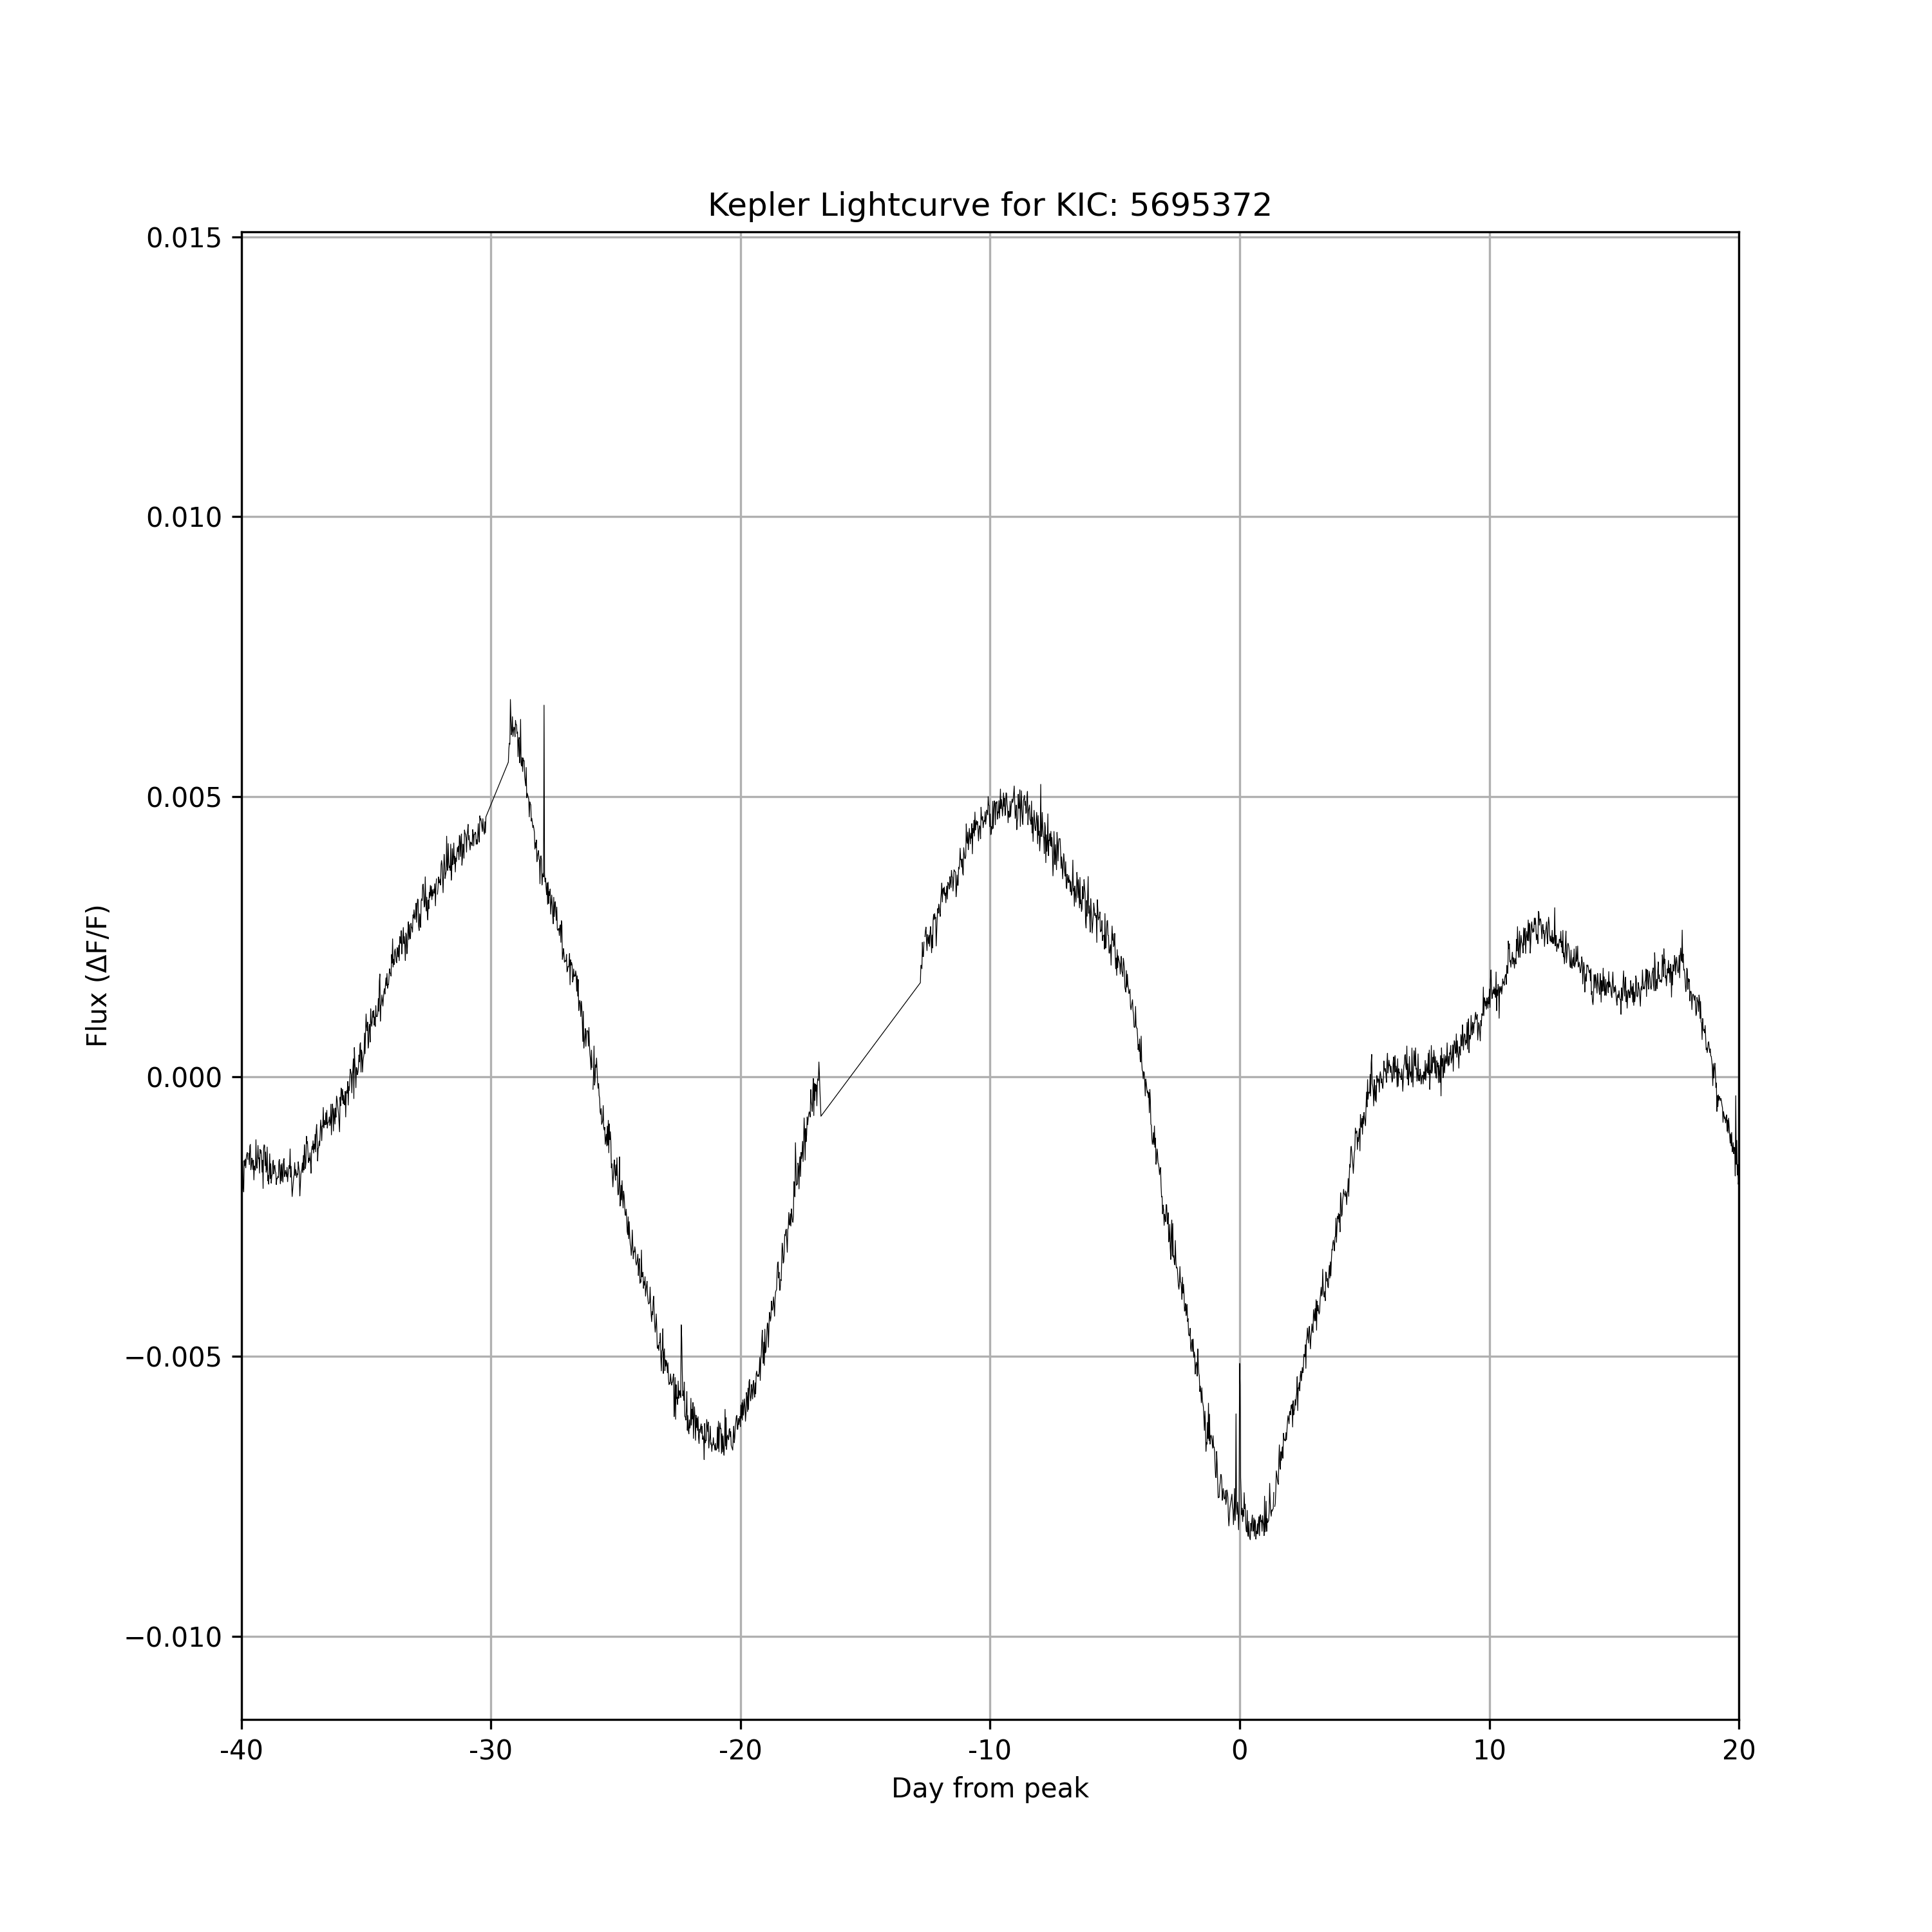 Kepler Lightcurve for KIC: 5695372
0.015
0.010
0.005
0.000
−0.005
−0.010
Flux (ΔF/F)
-40 -30 -20 -10 0 10 20
Day from peak